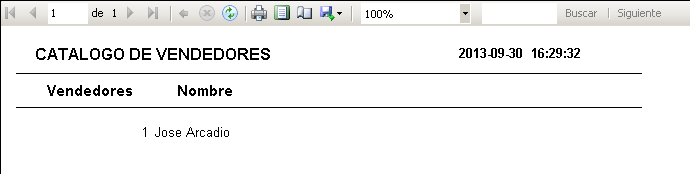 1 de 1 100% Buscar | Siguiente
CATALOGO DE VENDEDORES 2013-09-30 16:29:32
Vendedores Nombre
1 Jose Arcadio